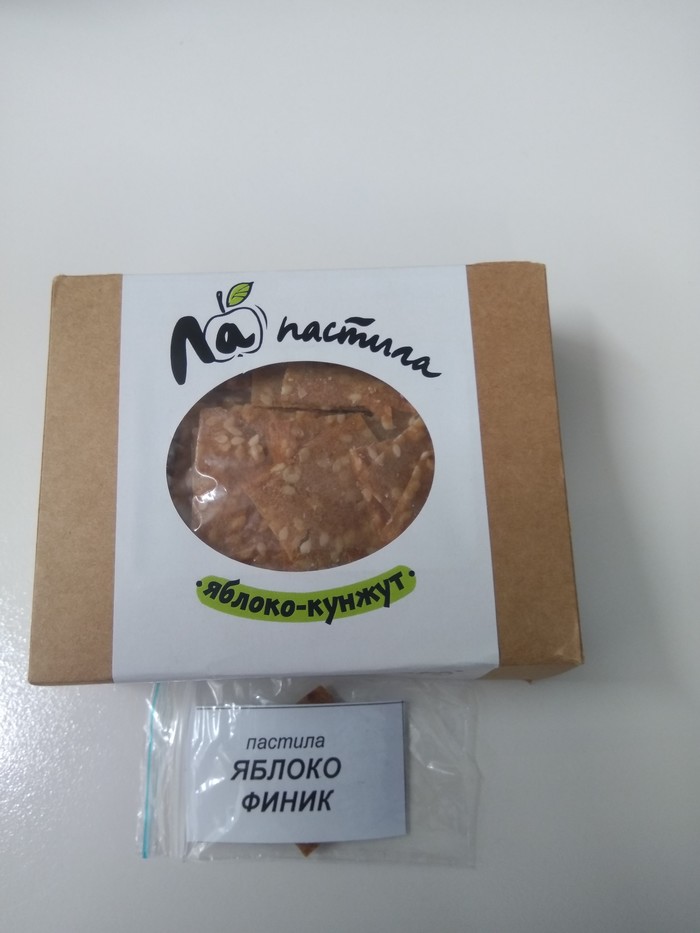 Ла пастила
яблоко-кунжут
пастила
ЯБЛОКО
ФИНИК